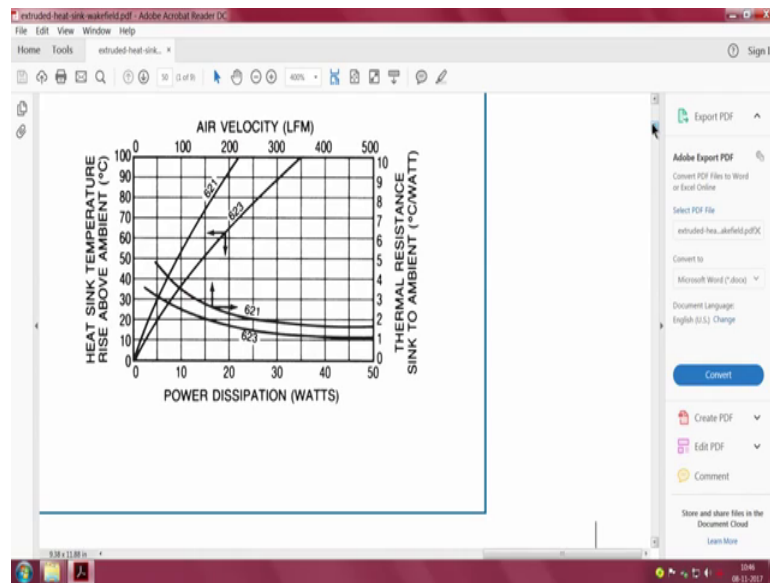 extruded-heat-sink-wakefield.pdf - Adobe Acrobat Reader DC
File Edit View Window Help
Home Tools extruded-heat-sink... ×
Sign I
50 (1 of 9) 400%
AIR VELOCITY (LFM)
0 100 200 300 400 500
HEAT SINK TEMPERATURE
RISE ABOVE AMBIENT (°C)
100
90
80
70
60
50
40
30
20
10
0
621
623
621
623
10
9
8
7
6
5
4
3
2
1
0
THERMAL RESISTANCE
SINK TO AMBIENT (°C/WATT)
0 10 20 30 40 50
POWER DISSIPATION (WATTS)
9.38 x 11.88 in
Export PDF
Adobe Export PDF
Convert PDF Files to Word
or Excel Online
Select PDF File
extruded-hea...akefield.pdf X
Convert to
Microsoft Word (*.docx)
Document Language:
English (U.S.) Change
Convert
Create PDF
Edit PDF
Comment
Store and share files in the
Document Cloud
Learn More
10:46
08-11-2017